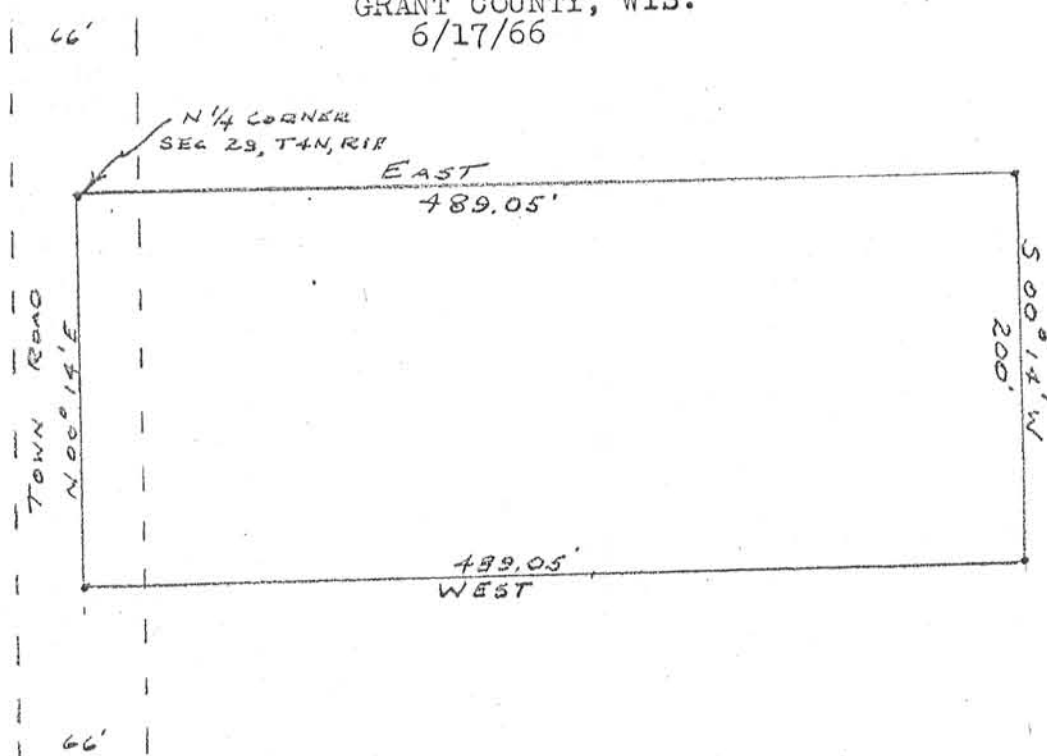 GRANT COUNTY, WIS.
6/17/66
66'
N 1/4 CORNER
SEC 29, T4N, R1E
EAST
489.05'
S 00° 14' W
200'
TOWN ROAD
N 00° 14' E
489.05'
WEST
66'